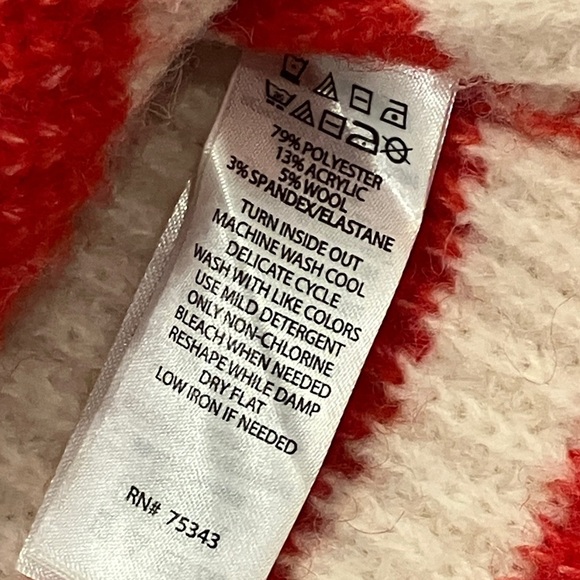 79% POLYESTER
13% ACRYLIC
5% WOOL
3% SPANDEX/ELASTANE
TURN INSIDE OUT
MACHINE WASH COOL
DELICATE CYCLE
WASH WITH LIKE COLORS
USE MILD DETERGENT
ONLY NON-CHLORINE
BLEACH WHEN NEEDED
RESHAPE WHILE DAMP
DRY FLAT
LOW IRON IF NEEDED
RN# 75343